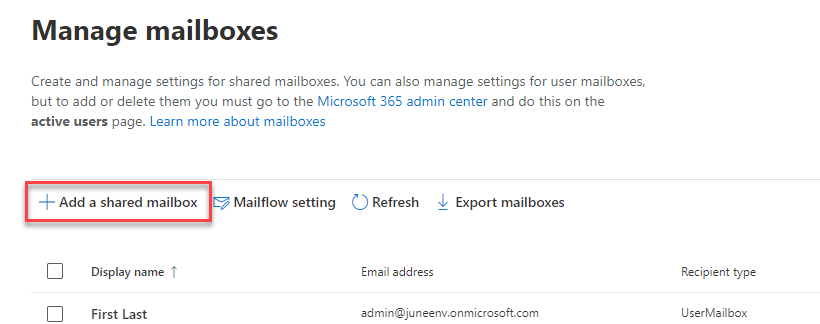 Manage mailboxes
Create and manage settings for shared mailboxes. You can also manage settings for user mailboxes,
but to add or delete them you must go to the Microsoft 365 admin center and do this on the
active users page. Learn more about mailboxes
Add a shared mailbox Mailflow setting Refresh Export mailboxes
Display name ↑ Email address Recipient type
First Last admin@juneenv.onmicrosoft.com UserMailbox